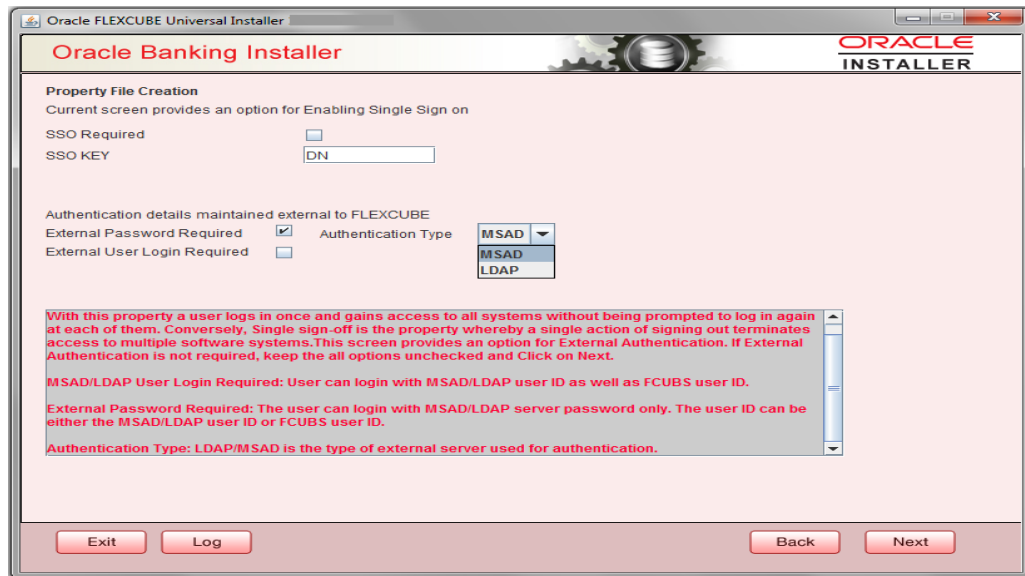 Oracle FLEXCUBE Universal Installer
Oracle Banking Installer
ORACLE
INSTALLER
Property File Creation
Current screen provides an option for Enabling Single Sign on
SSO Required
SSO KEY DN
Authentication details maintained external to FLEXCUBE
External Password Required Authentication Type MSAD
External User Login Required MSAD
LDAP
With this property a user logs in once and gains access to all systems without being prompted to log in again
at each of them. Conversely, Single sign-off is the property whereby a single action of signing out terminates
access to multiple software systems.This screen provides an option for External Authentication. If External
Authentication is not required, keep the all options unchecked and Click on Next.
MSAD/LDAP User Login Required: User can login with MSAD/LDAP user ID as well as FCUBS user ID.
External Password Required: The user can login with MSAD/LDAP server password only. The user ID can be
either the MSAD/LDAP user ID or FCUBS user ID.
Authentication Type: LDAP/MSAD is the type of external server used for authentication.
Exit Log Back Next